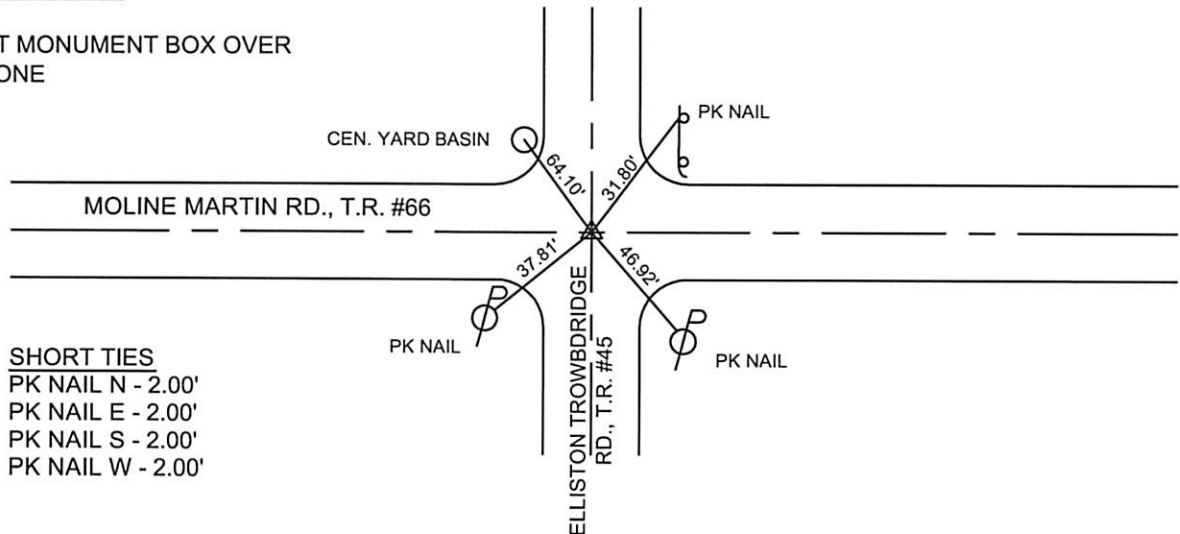 T MONUMENT BOX OVER
ONE
CEN. YARD BASIN
PK NAIL
64.10'
31.80'
MOLINE MARTIN RD., T.R. #66
37.81'
46.92'
PK NAIL
PK NAIL
ELLISTON TROWBDRIDGE
RD., T.R. #45
SHORT TIES
PK NAIL N - 2.00'
PK NAIL E - 2.00'
PK NAIL S - 2.00'
PK NAIL W - 2.00'